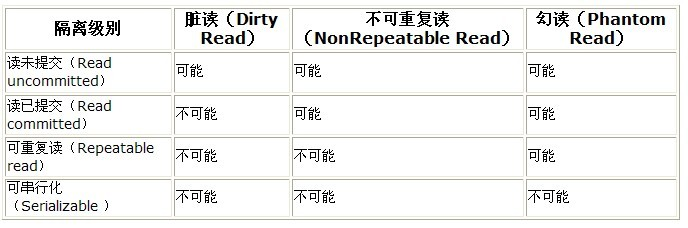 隔离级别 脏读（Dirty Read） 不可重复读（NonRepeatable Read） 幻读（Phantom Read）
读未提交（Read uncommitted） 可能 可能 可能
读已提交（Read committed） 不可能 可能 可能
可重复读（Repeatable read） 不可能 不可能 可能
可串行化（Serializable ） 不可能 不可能 不可能